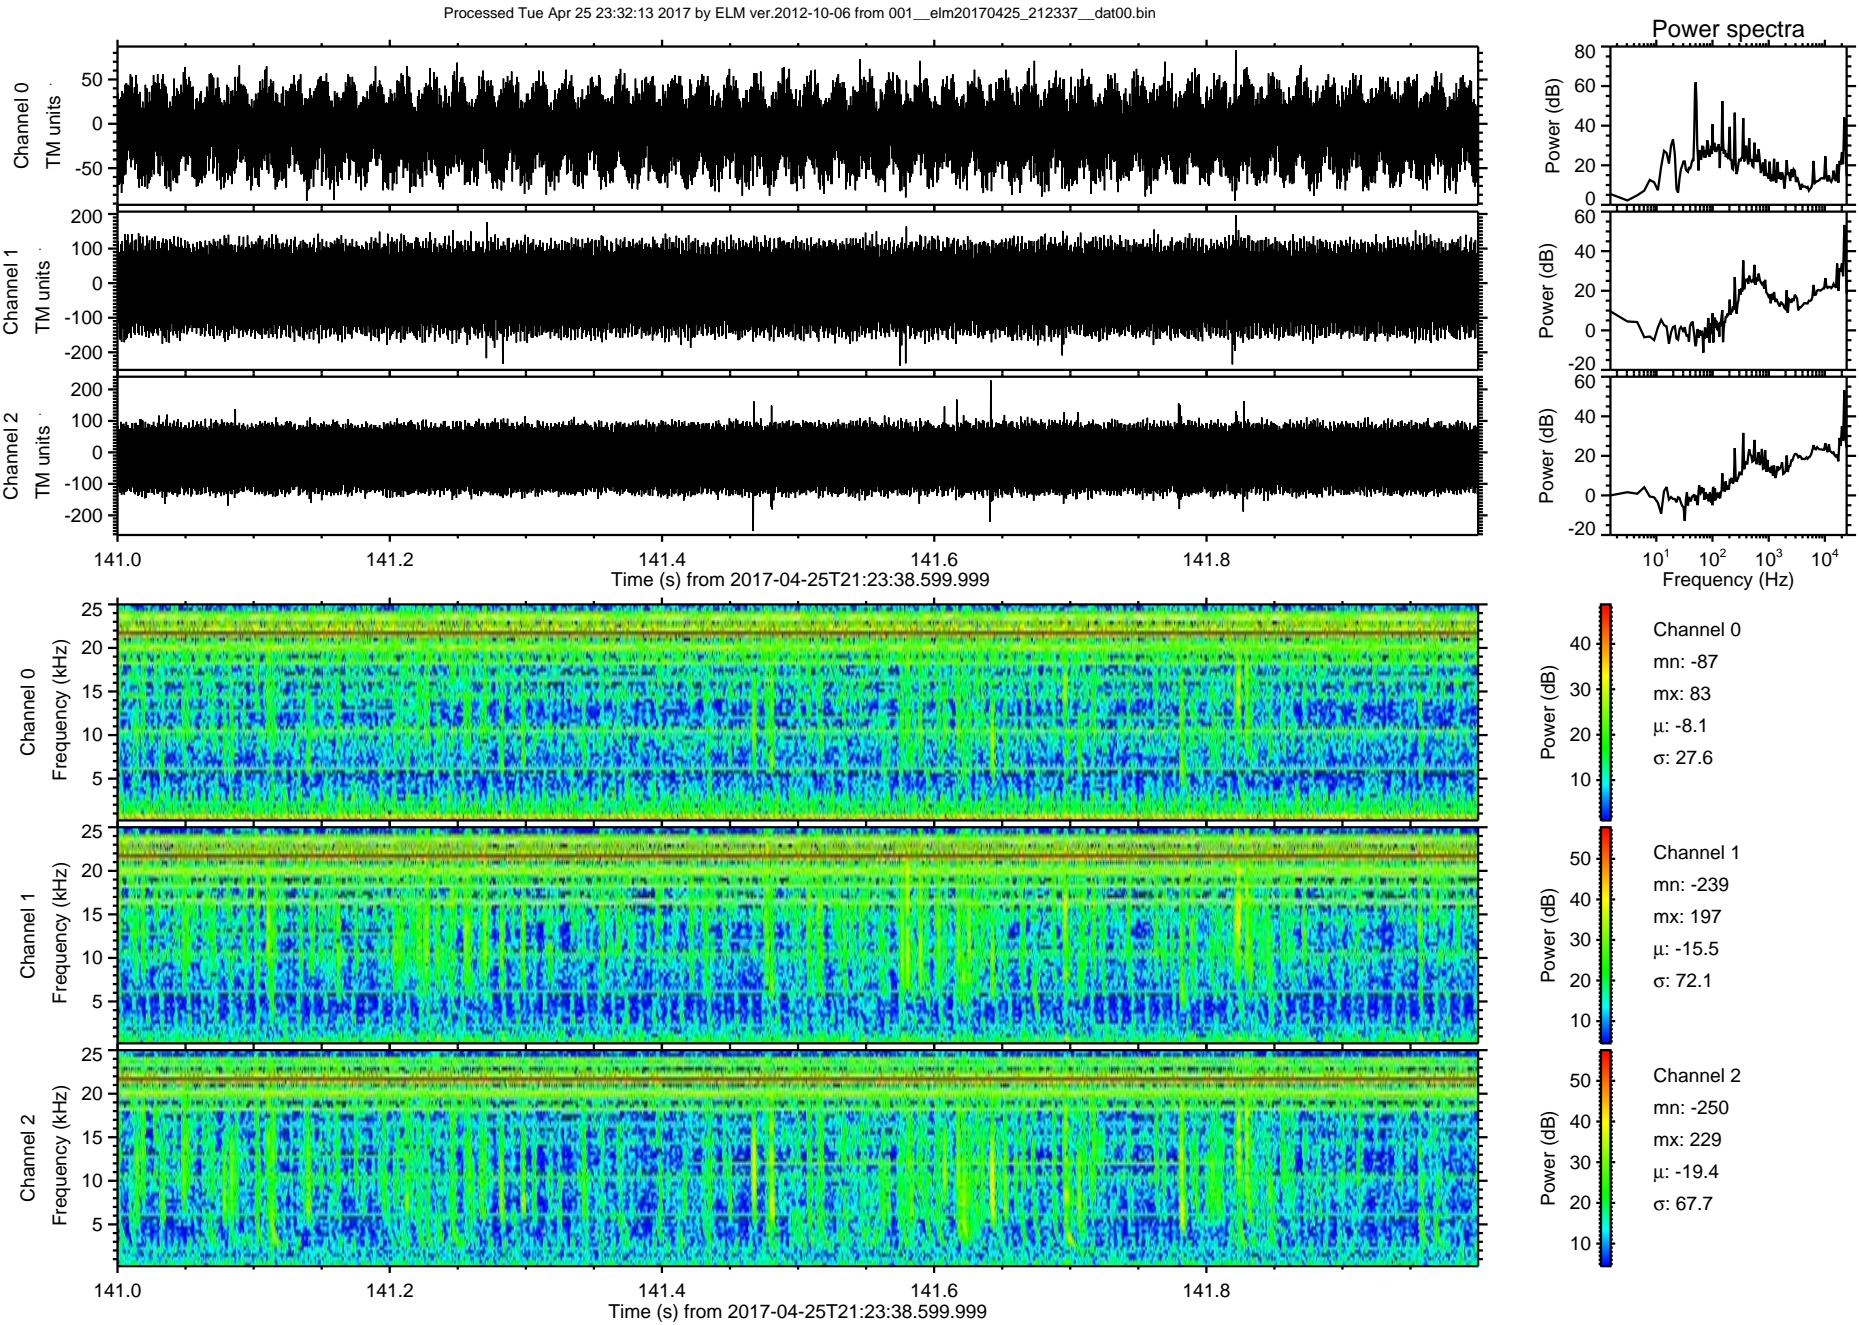 Processed Tue Apr 25 23:32:13 2017 by ELM ver.2012-10-06 from 001__elm20170425_212337__dat00.bin
Power spectra
Channel 0
TM units
50
0
-50
Power (dB)
80
60
40
20
0
Channel 1
TM units
200
100
0
-100
-200
Power (dB)
60
40
20
0
-20
Channel 2
TM units
200
100
0
-100
-200
Power (dB)
60
40
20
0
-20
141.0 141.2 141.4 141.6 141.8
Time (s) from 2017-04-25T21:23:38.599.999
10^1 10^2 10^3 10^4
Frequency (Hz)
Channel 0
Frequency (kHz)
25
20
15
10
5
Power (dB)
40
30
20
10
Channel 0
mn: -87
mx: 83
μ: -8.1
σ: 27.6
Channel 1
Frequency (kHz)
25
20
15
10
5
Power (dB)
50
40
30
20
10
Channel 1
mn: -239
mx: 197
μ: -15.5
σ: 72.1
Channel 2
Frequency (kHz)
25
20
15
10
5
Power (dB)
50
40
30
20
10
Channel 2
mn: -250
mx: 229
μ: -19.4
σ: 67.7
141.0 141.2 141.4 141.6 141.8
Time (s) from 2017-04-25T21:23:38.599.999